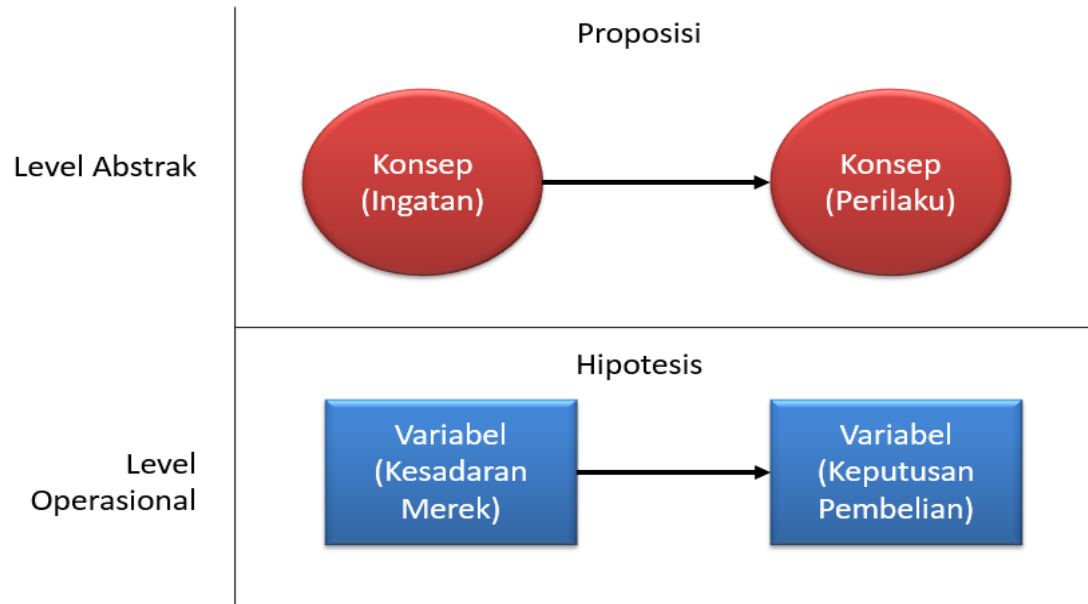 Proposisi
Level Abstrak
Konsep
(Ingatan)
Konsep
(Perilaku)
Hipotesis
Level
Operasional
Variabel
(Kesadaran
Merek)
Variabel
(Keputusan
Pembelian)